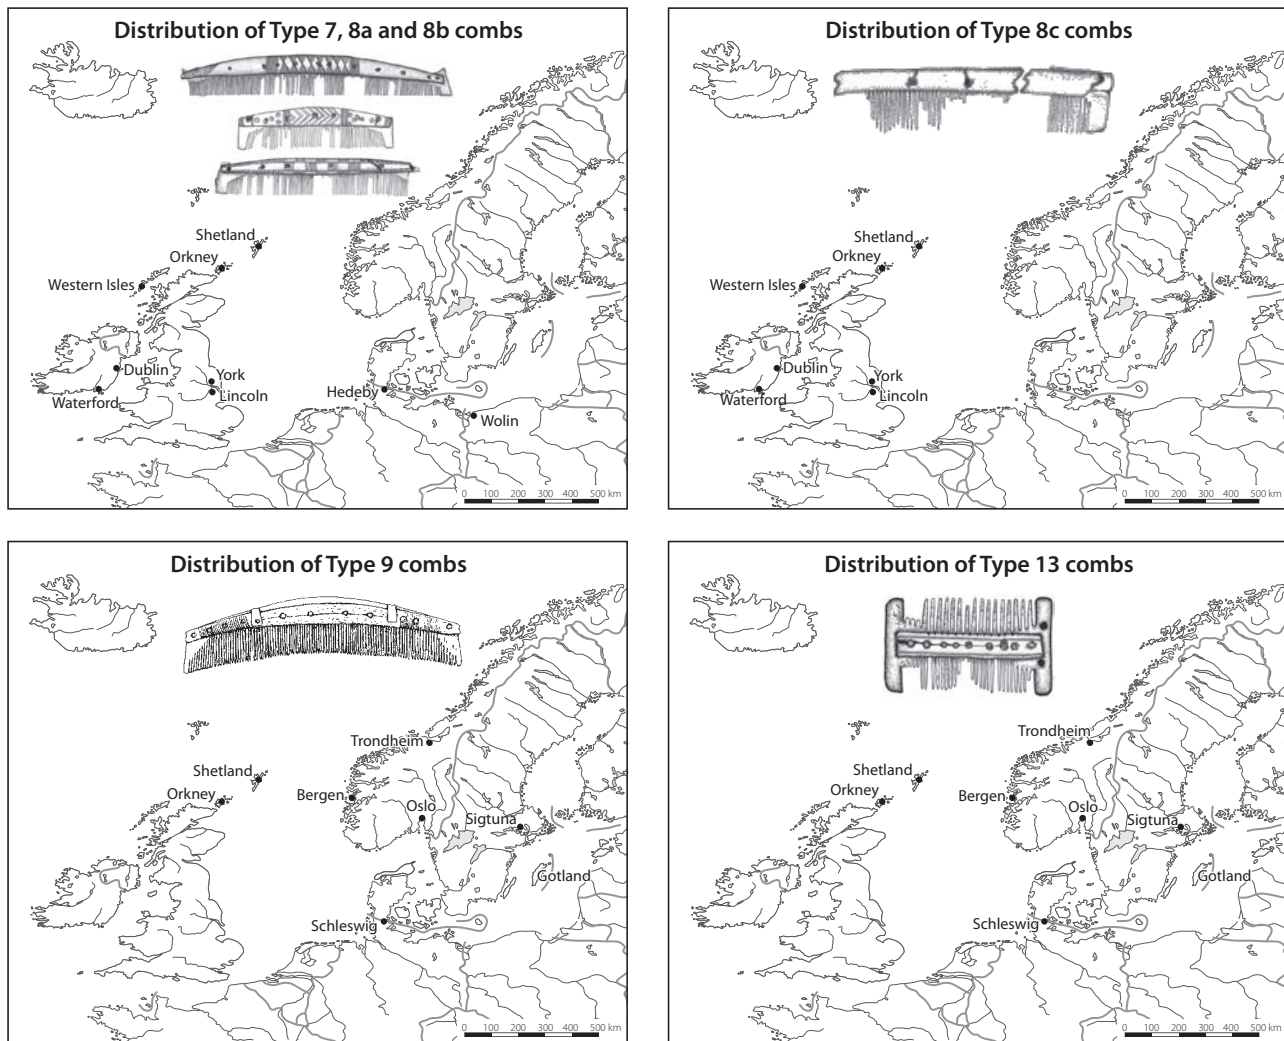 Distribution of Type 7, 8a and 8b combs
Shetland
Orkney
Western Isles
Dublin
York
Waterford
Lincoln
Hedeby
Wolin
0 100 200 300 400 500 km
Distribution of Type 8c combs
Shetland
Orkney
Western Isles
Dublin
York
Waterford
Lincoln
0 100 200 300 400 500 km
Distribution of Type 9 combs
Trondheim
Shetland
Orkney
Bergen
Oslo
Sigtuna
Gotland
Schleswig
0 100 200 300 400 500 km
Distribution of Type 13 combs
Trondheim
Shetland
Orkney
Bergen
Oslo
Sigtuna
Gotland
Schleswig
0 100 200 300 400 500 km